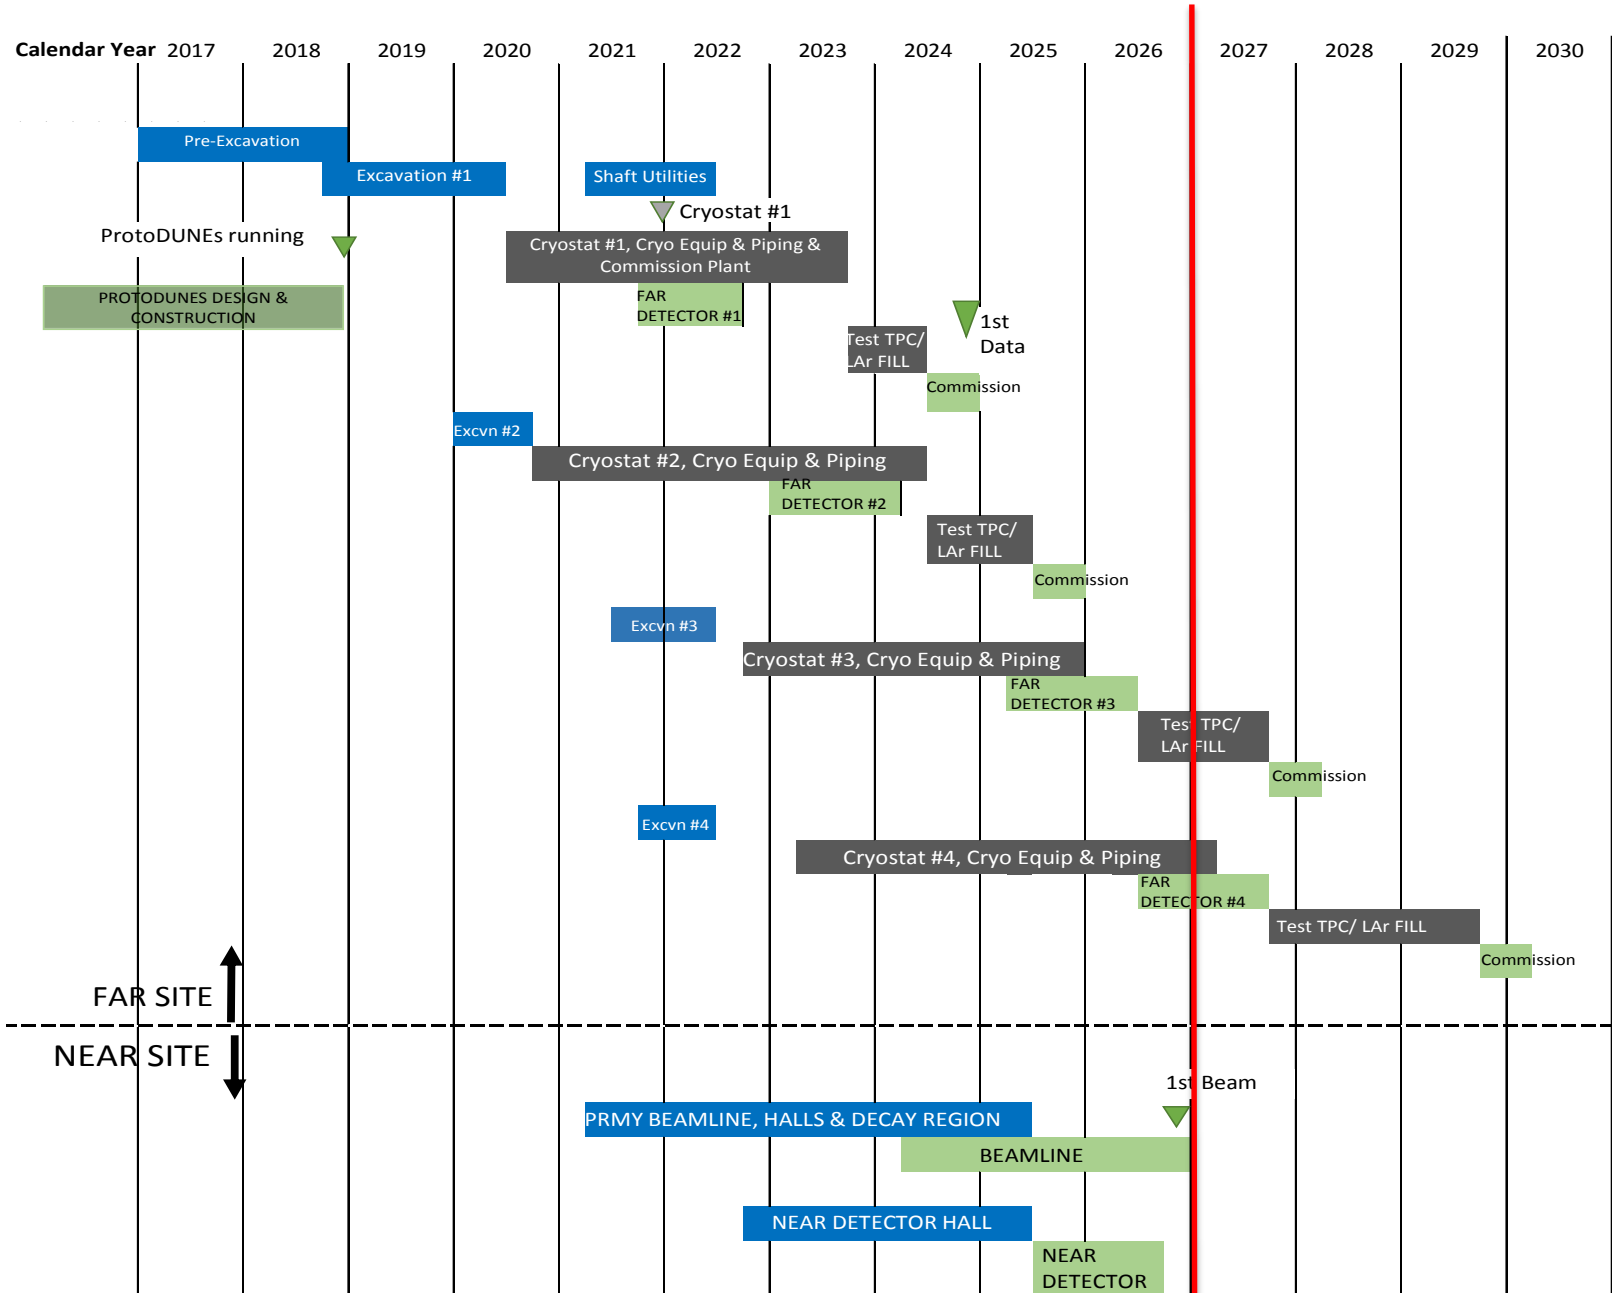 Calendar Year 2017 2018 2019 2020 2021 2022 2023 2024 2025 2026 2027 2028 2029 2030
Pre-Excavation
Excavation #1
Shaft Utilities
Cryostat #1
ProtoDUNEs running
Cryostat #1, Cryo Equip & Piping &
Commission Plant
PROTODUNES DESIGN &
CONSTRUCTION
FAR
DETECTOR #1
1st
Data
Test TPC/
LAr FILL
Commission
Excvn #2
Cryostat #2, Cryo Equip & Piping
FAR
DETECTOR #2
Test TPC/
LAr FILL
Commission
Excvn #3
Cryostat #3, Cryo Equip & Piping
FAR
DETECTOR #3
Test TPC/
LAr FILL
Commission
Excvn #4
Cryostat #4, Cryo Equip & Piping
FAR
DETECTOR #4
Test TPC/ LAr FILL
Commission
FAR SITE
NEAR SITE
1st Beam
PRMY BEAMLINE, HALLS & DECAY REGION
BEAMLINE
NEAR DETECTOR HALL
NEAR
DETECTOR